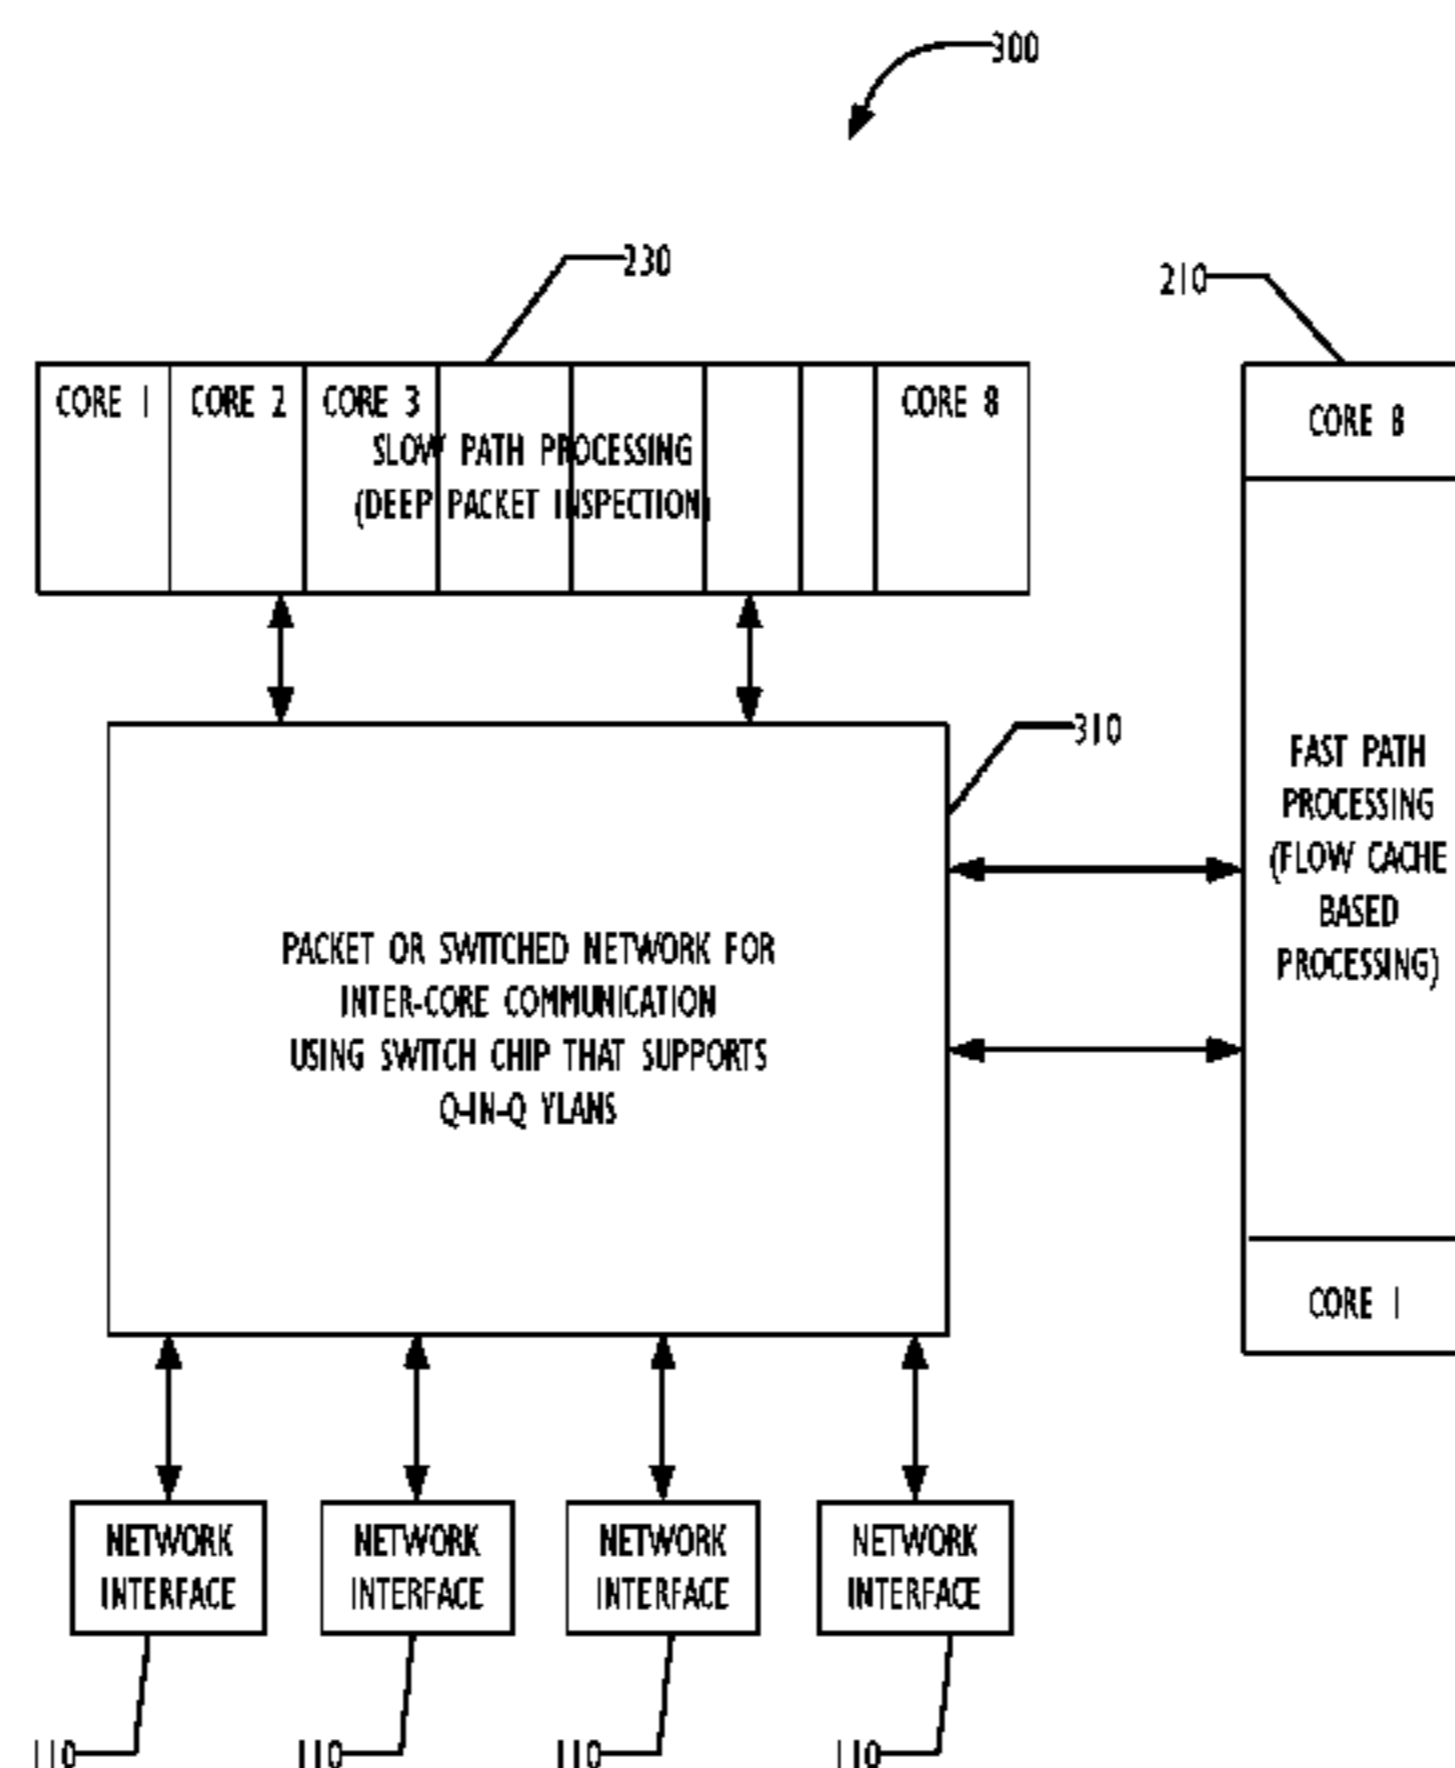 300
230
210
CORE 1
CORE 2
CORE 3
CORE 8
SLOW PATH PROCESSING
(DEEP PACKET INSPECTION)
CORE 8
310
FAST PATH
PROCESSING
(FLOW CACHE
BASED
PROCESSING)
PACKET OR SWITCHED NETWORK FOR
INTER-CORE COMMUNICATION
USING SWITCH CHIP THAT SUPPORTS
Q-IN-Q YLANS
CORE 1
NETWORK
INTERFACE
NETWORK
INTERFACE
NETWORK
INTERFACE
NETWORK
INTERFACE
110
110
110
110